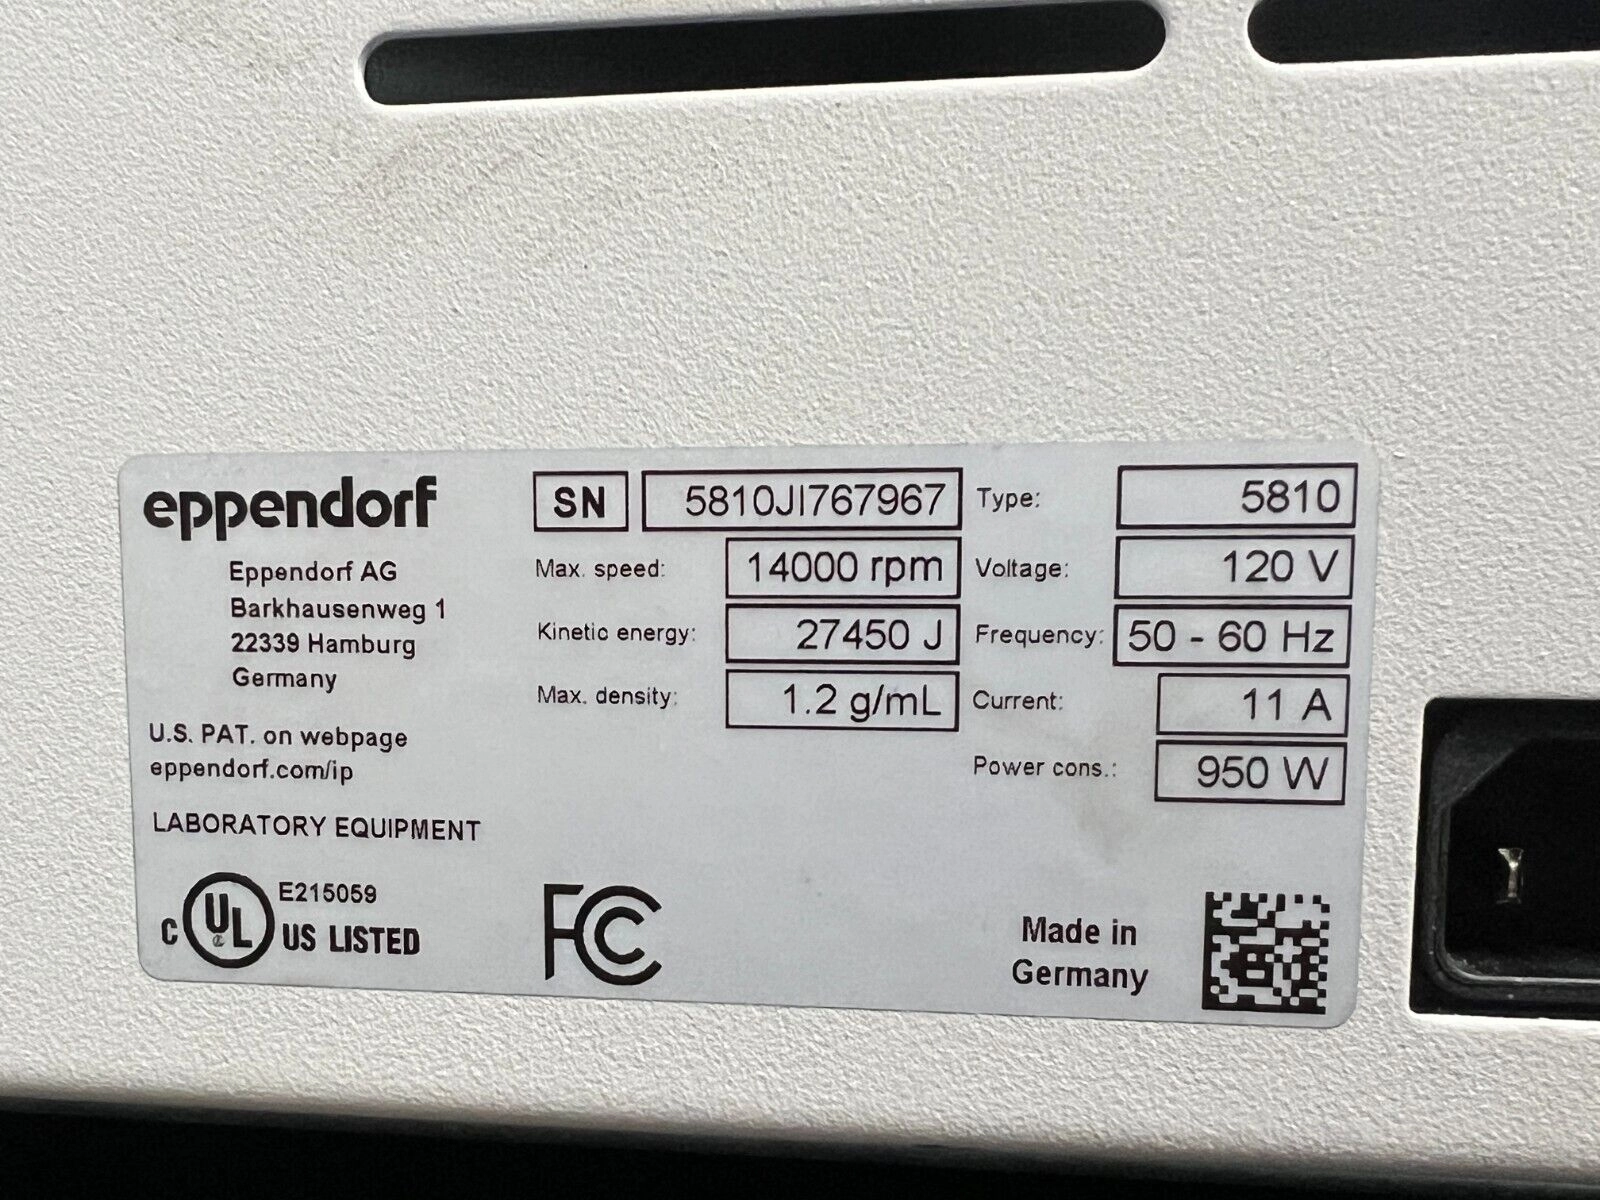 eppendorf
Eppendorf AG
Barkhausenweg 1
22339 Hamburg
Germany
U.S. PAT. on webpage
eppendorf.com/ip
LABORATORY EQUIPMENT
C UL US LISTED
E215059
SN 5810JI767967
Max. speed: 14000 rpm
Kinetic energy: 27450 J
Max. density: 1.2 g/mL
Type: 5810
Voltage: 120 V
Frequency: 50 - 60 Hz
Current: 11 A
Power cons.: 950 W
FC
Made in
Germany